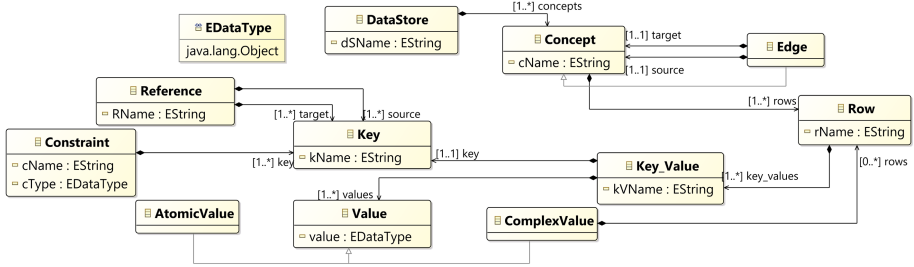 EDataType
java.lang.Object
DataStore
dSName : EString
[1..*] concepts
Concept
cName : EString
[1..1] target
[1..1] source
Edge
Reference
RName : EString
[1..*] target
[1..*] source
[1..*] rows
Row
rName : EString
Constraint
cName : EString
cType : EDataType
[1..*] key
Key
kName : EString
[1..1] key
Key_Value
kVName : EString
[1..*] key_values
[0..*] rows
[1..*] values
AtomicValue
Value
value : EDataType
ComplexValue